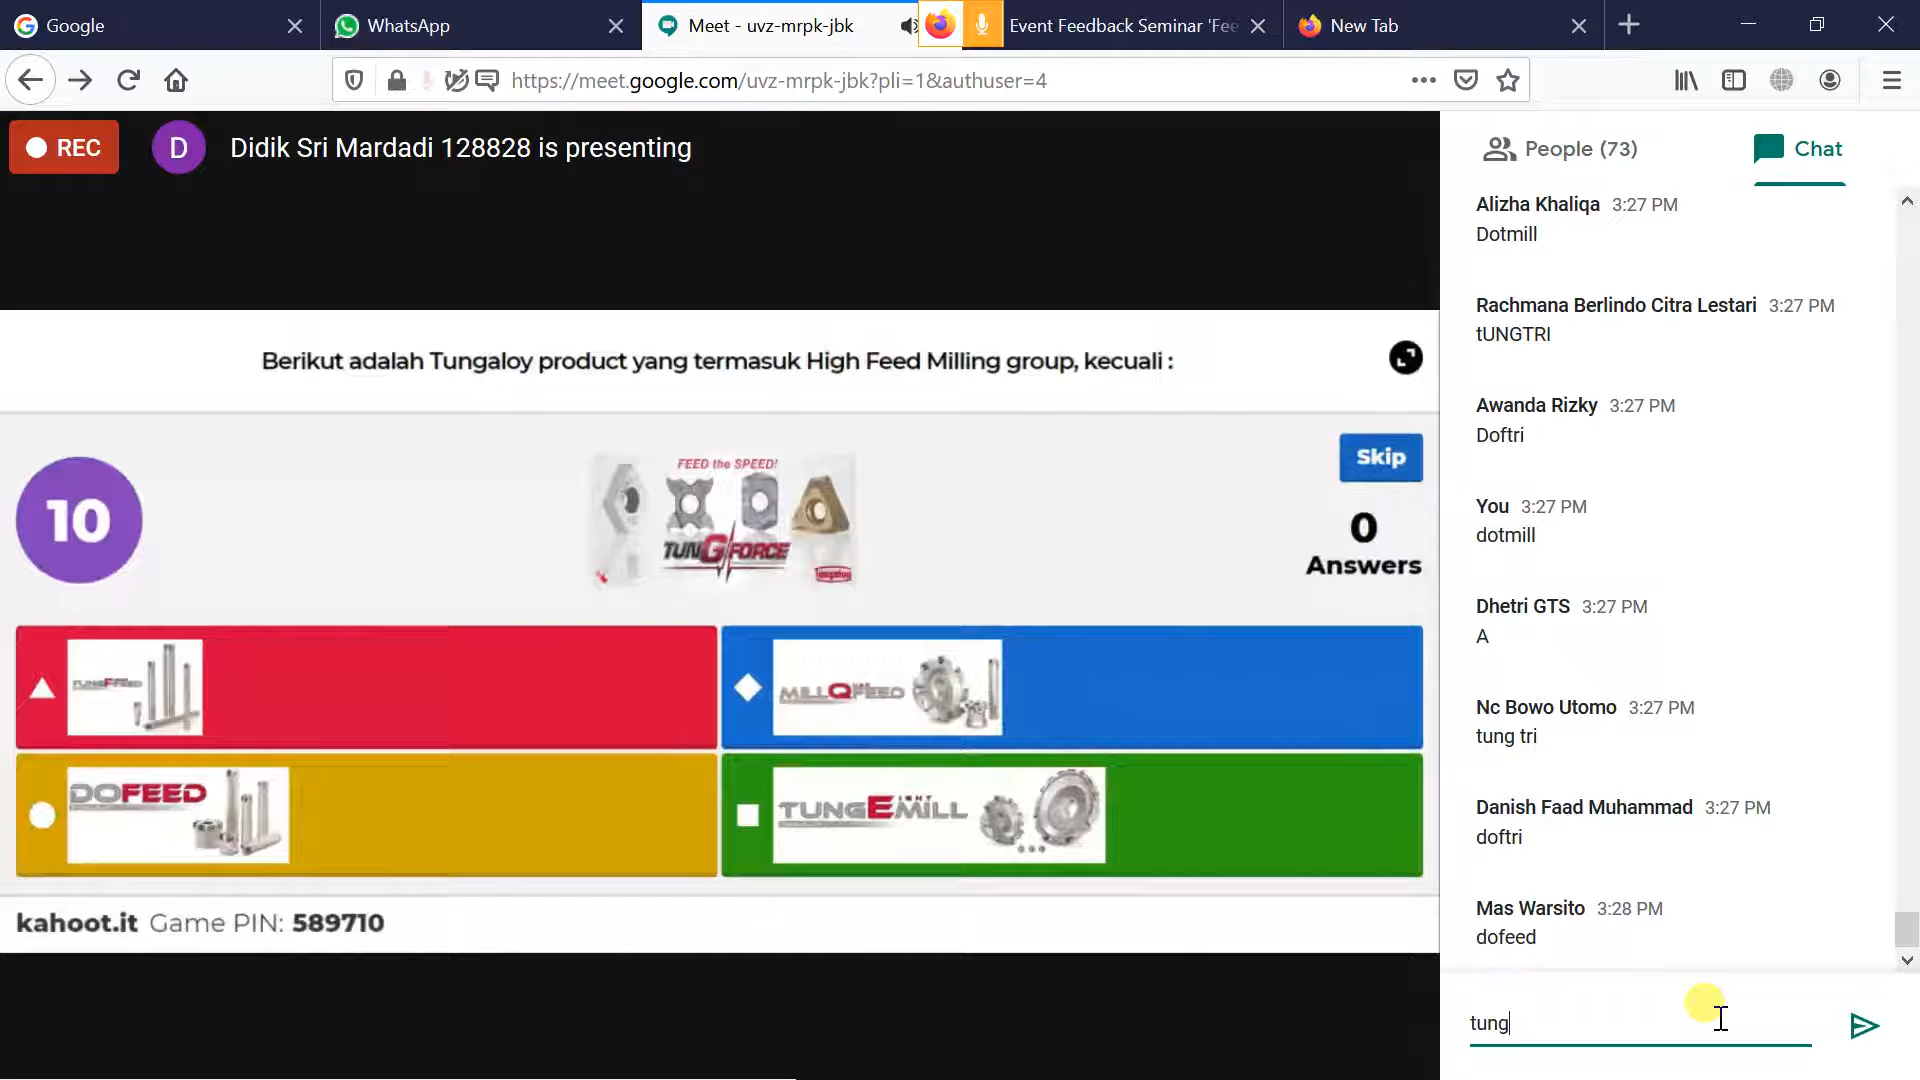 Google
WhatsApp
Meet - uvz-mrpk-jbk
Event Feedback Seminar 'Fee
New Tab
https://meet.google.com/uvz-mrpk-jbk?pli=1&authuser=4
REC
D
Didik Sri Mardadi 128828 is presenting
People (73)
Chat
Berikut adalah Tungaloy product yang termasuk High Feed Milling group, kecuali :
10
FEED the SPEED!
TUNGFORCE
Tungaloy
Skip
0
Answers
MILLQFEED
DOFEED
TUNGEIGHTMILL
kahoot.it Game PIN: 589710
Alizha Khaliqa 3:27 PM
Dotmill
Rachmana Berlindo Citra Lestari 3:27 PM
tUNGTRI
Awanda Rizky 3:27 PM
Doftri
You 3:27 PM
dotmill
Dhetri GTS 3:27 PM
A
Nc Bowo Utomo 3:27 PM
tung tri
Danish Faad Muhammad 3:27 PM
doftri
Mas Warsito 3:28 PM
dofeed
tung